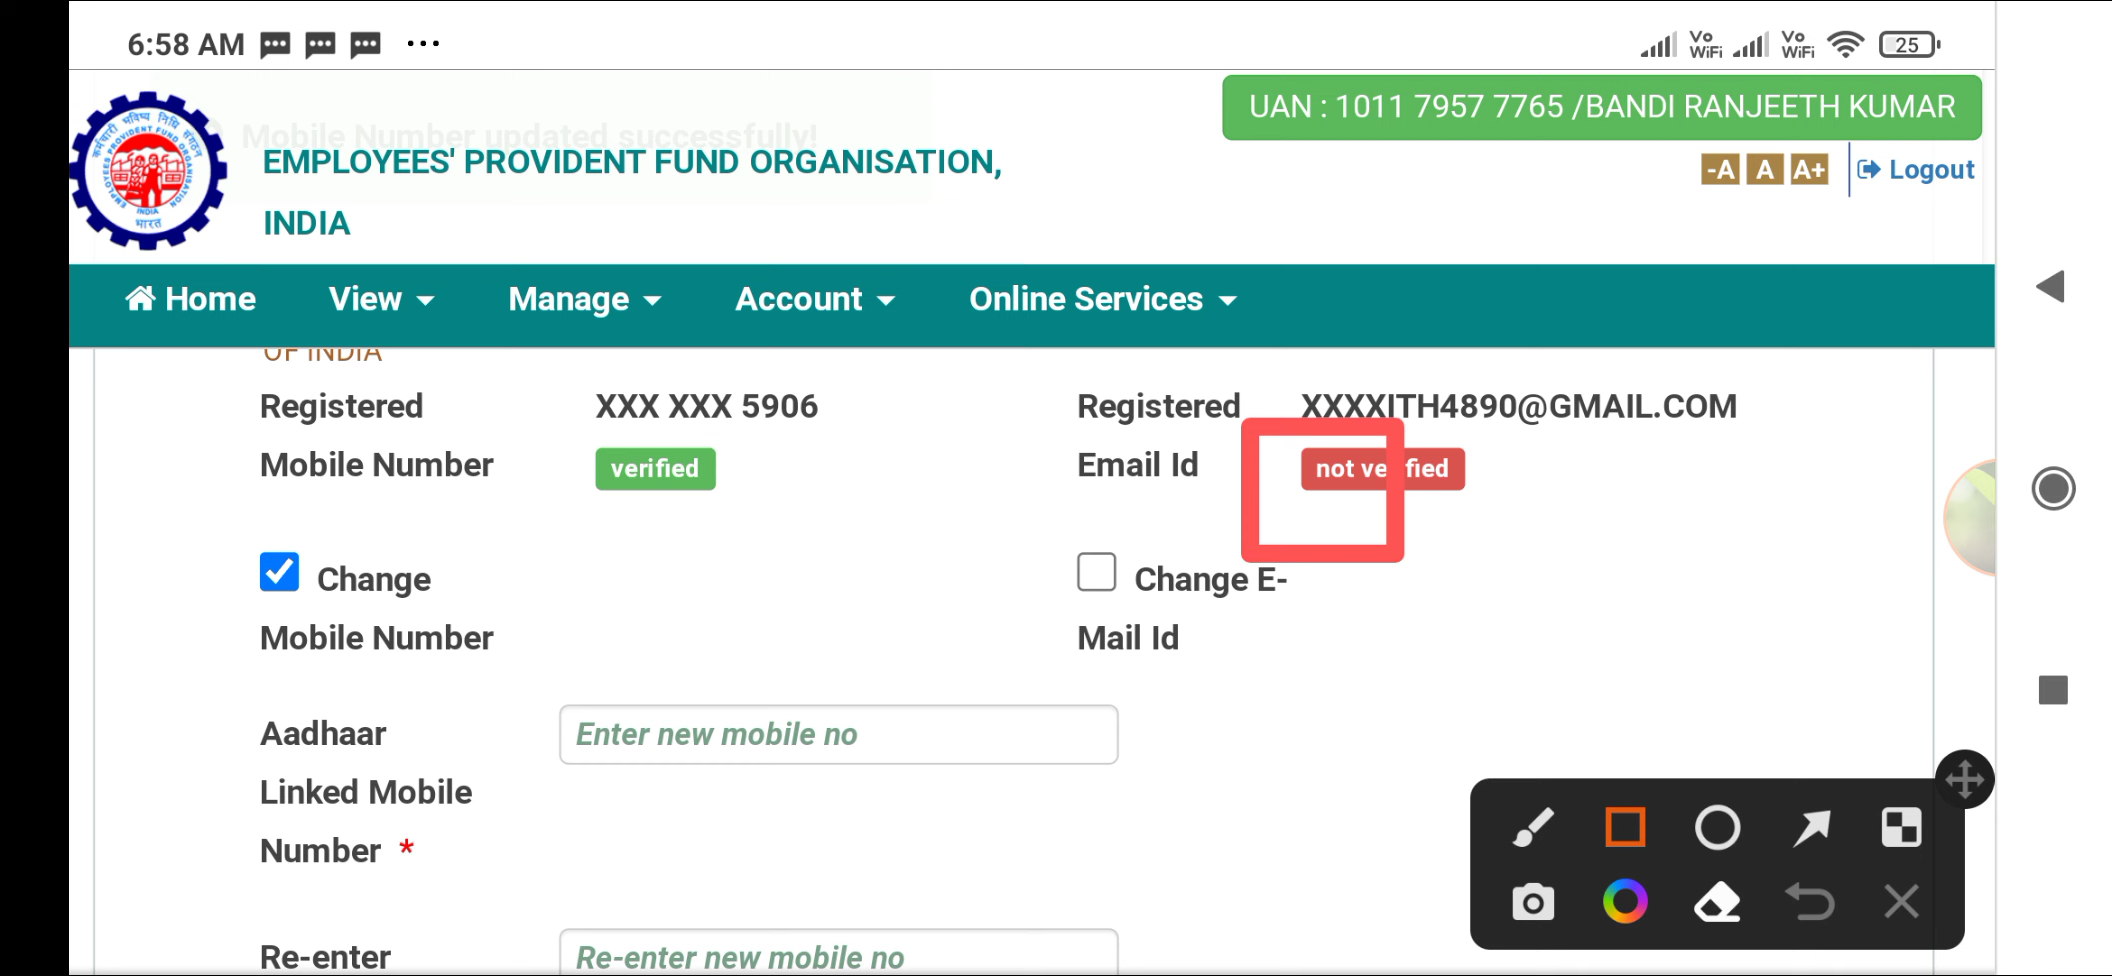 6:58 AM ...
Vo WiFi Vo WiFi 25
Mobile Number updated successfully!
UAN : 1011 7957 7765 /BANDI RANJEETH KUMAR
EMPLOYEES' PROVIDENT FUND ORGANISATION,
INDIA
-A A A+ Logout
Home View Manage Account Online Services
OF INDIA
Registered XXX XXX 5906 Registered XXXXITH4890@GMAIL.COM
Mobile Number verified Email Id not verified
Change Change E-
Mobile Number Mail Id
Aadhaar Enter new mobile no
Linked Mobile
Number *
Re-enter Re-enter new mobile no